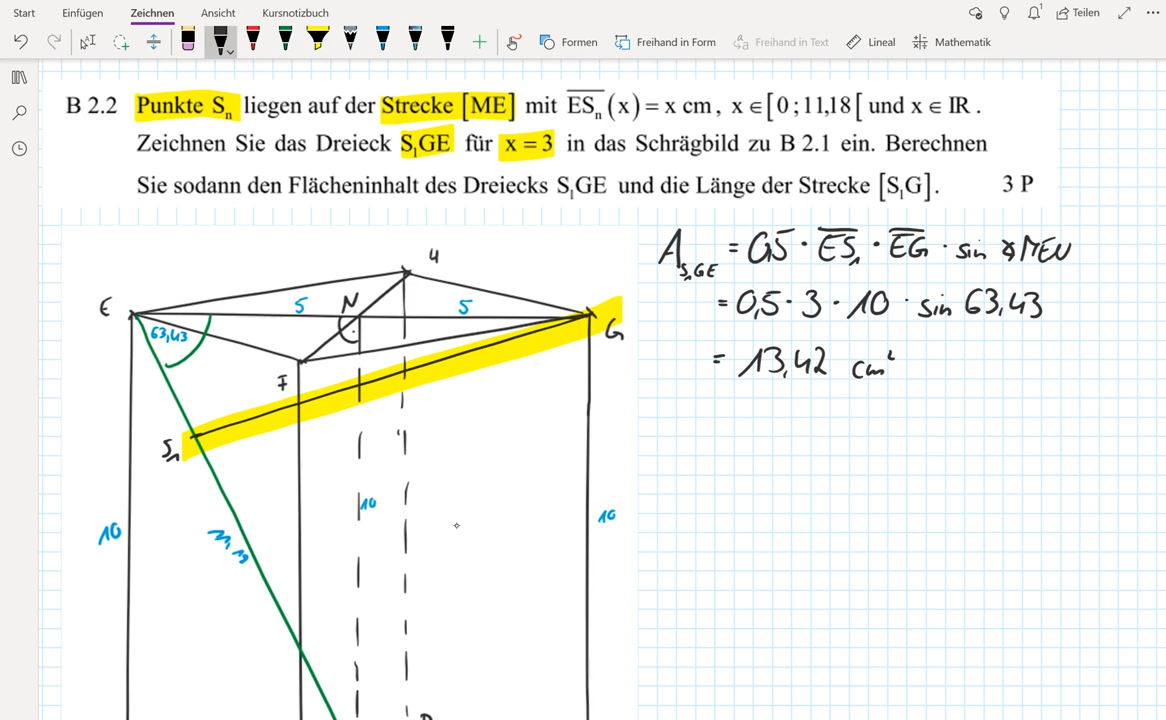 Start Einfügen Zeichnen Ansicht Kursnotizbuch
Teilen
Formen Freihand in Form Freihand in Text Lineal Mathematik
B 2.2 Punkte Sn liegen auf der Strecke [ME] mit ESn(x) = x cm, x ∈ [0 ; 11,18[ und x ∈ IR.
Zeichnen Sie das Dreieck S1GE für x = 3 in das Schrägbild zu B 2.1 ein. Berechnen
Sie sodann den Flächeninhalt des Dreiecks S1GE und die Länge der Strecke [S1G]. 3 P
A S1GE = 0,5 · ES1 · EG · sin ∢MEN
= 0,5 · 3 · 10 · sin 63,43
= 13,42 cm²
H
E 5 N 5 G
63,43
F
S1
10 10 10